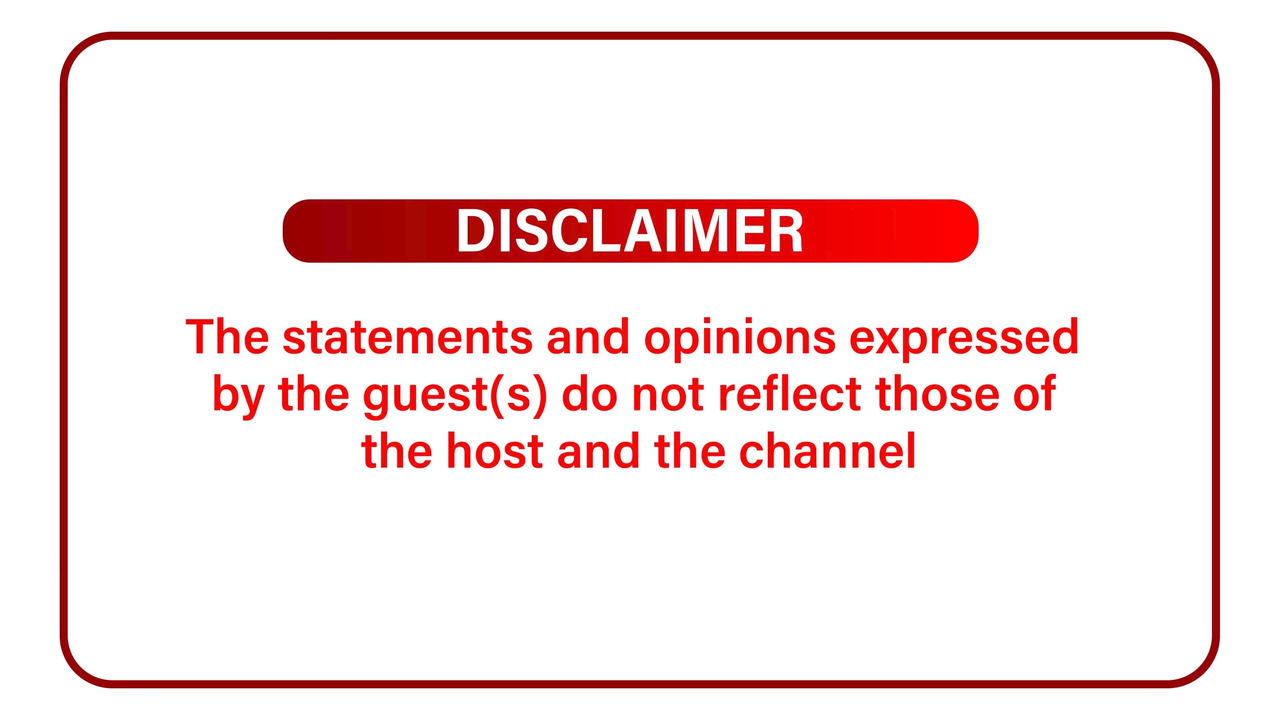 DISCLAIMER
The statements and opinions expressed
by the guest(s) do not reflect those of
the host and the channel